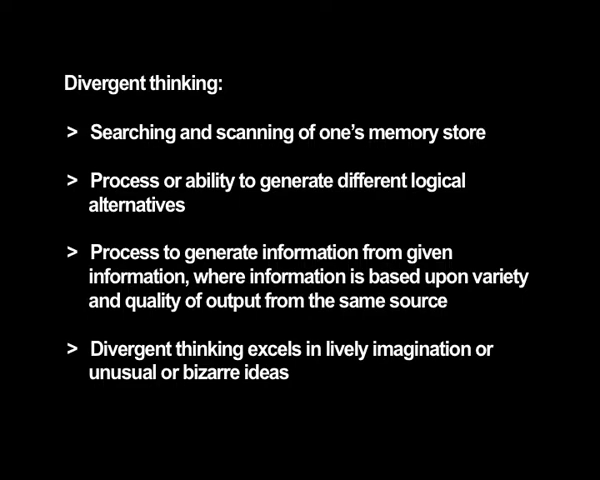 Divergent thinking:
> Searching and scanning of one's memory store
> Process or ability to generate different logical
alternatives
> Process to generate information from given
information, where information is based upon variety
and quality of output from the same source
> Divergent thinking excels in lively imagination or
unusual or bizarre ideas